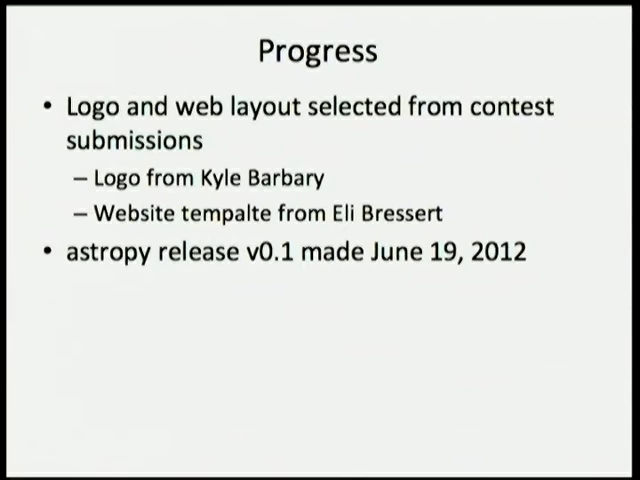 Progress
• Logo and web layout selected from contest
submissions
– Logo from Kyle Barbary
– Website tempalte from Eli Bressert
• astropy release v0.1 made June 19, 2012